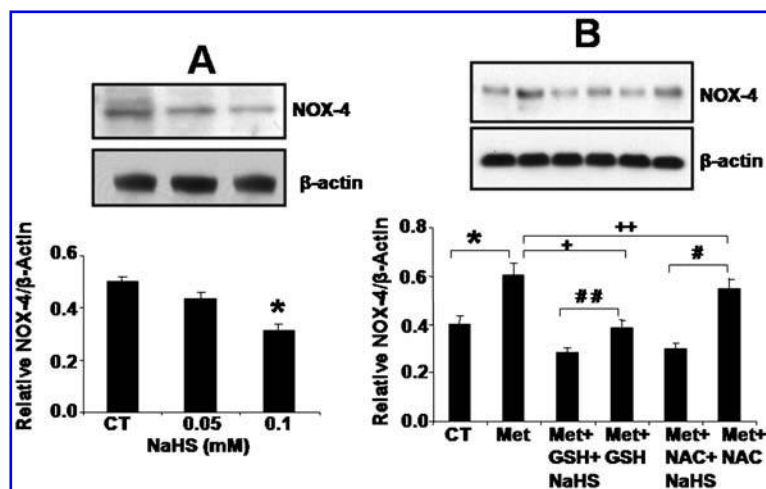 A
NOX-4
β-actin
Relative NOX-4/β-Actin
0.6
0.4
0.2
0.0
*
CT 0.05 0.1
NaHS (mM)
B
NOX-4
β-actin
Relative NOX-4/β-Actin
0.8
0.6
0.4
0.2
0.0
++
+
*
#
##
CT Met Met+ Met+ Met+ Met+
GSH+ GSH NAC+ NAC
NaHS NaHS